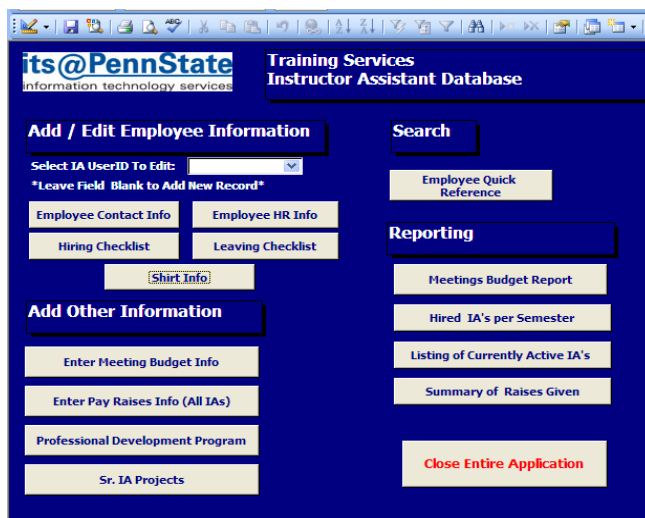 its@PennState
information technology services
Training Services
Instructor Assistant Database
Add / Edit Employee Information
Select IA UserID To Edit:
*Leave Field Blank to Add New Record*
Employee Contact Info
Employee HR Info
Hiring Checklist
Leaving Checklist
Shirt Info
Add Other Information
Enter Meeting Budget Info
Enter Pay Raises Info (All IAs)
Professional Development Program
Sr. IA Projects
Search
Employee Quick
Reference
Reporting
Meetings Budget Report
Hired IA's per Semester
Listing of Currently Active IA's
Summary of Raises Given
Close Entire Application